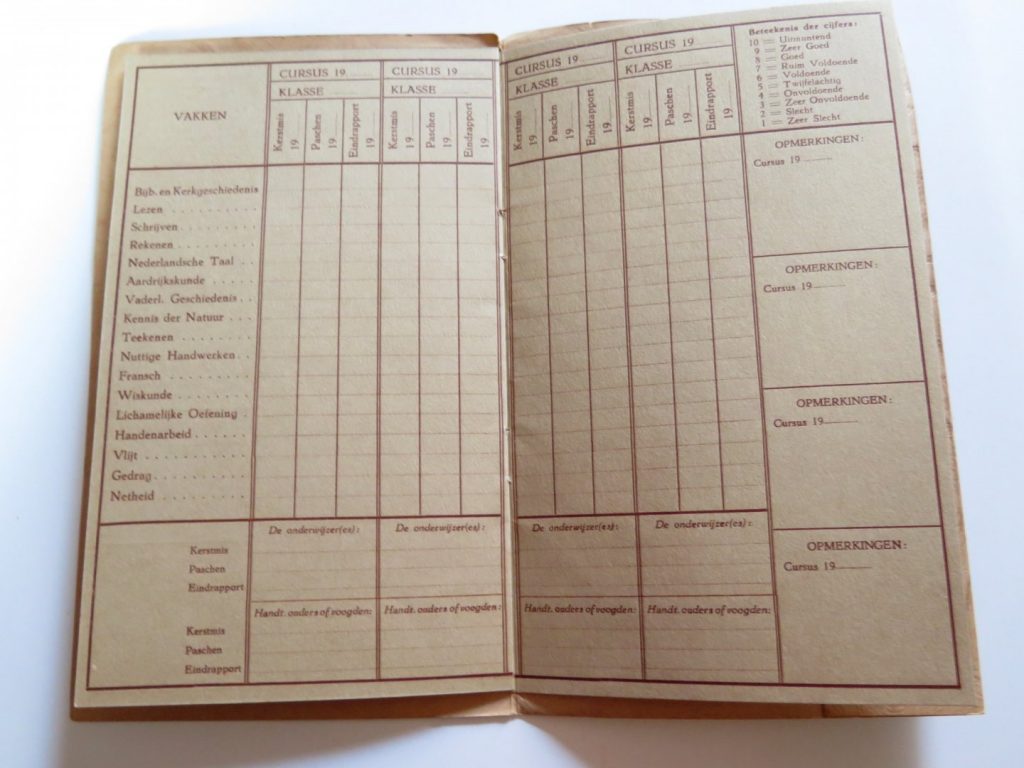 VAKKEN
CURSUS 19
KLASSE
Kerstmis 19
Paschen 19
Eindrapport 19
CURSUS 19
KLASSE
Kerstmis 19
Paschen 19
Eindrapport 19
Bijb. en Kerkgeschiedenis
Lezen
Schrijven
Rekenen
Nederlandsche Taal
Aardrijkskunde
Vaderl. Geschiedenis
Kennis der Natuur
Teekenen
Nuttige Handwerken
Fransch
Wiskunde
Lichamelijke Oefening
Handenarbeid
Vlijt
Gedrag
Netheid
De onderwijzer(es):
De onderwijzer(es):
Kerstmis
Paschen
Eindrapport
Handt. ouders of voogden:
Handt. ouders of voogden:
Kerstmis
Paschen
Eindrapport
CURSUS 19
KLASSE
Kerstmis 19
Paschen 19
Eindrapport 19
CURSUS 19
KLASSE
Kerstmis 19
Paschen 19
Eindrapport 19
De onderwijzer(es):
De onderwijzer(es):
Handt. ouders of voogden:
Handt. ouders of voogden:
Beteekenis der cijfers:
10 = Uitmuntend
9 = Zeer Goed
8 = Goed
7 = Ruim Voldoende
6 = Voldoende
5 = Twijfelachtig
4 = Onvoldoende
3 = Zeer Onvoldoende
2 = Slecht
1 = Zeer Slecht
OPMERKINGEN:
Cursus 19
OPMERKINGEN:
Cursus 19
OPMERKINGEN:
Cursus 19
OPMERKINGEN:
Cursus 19